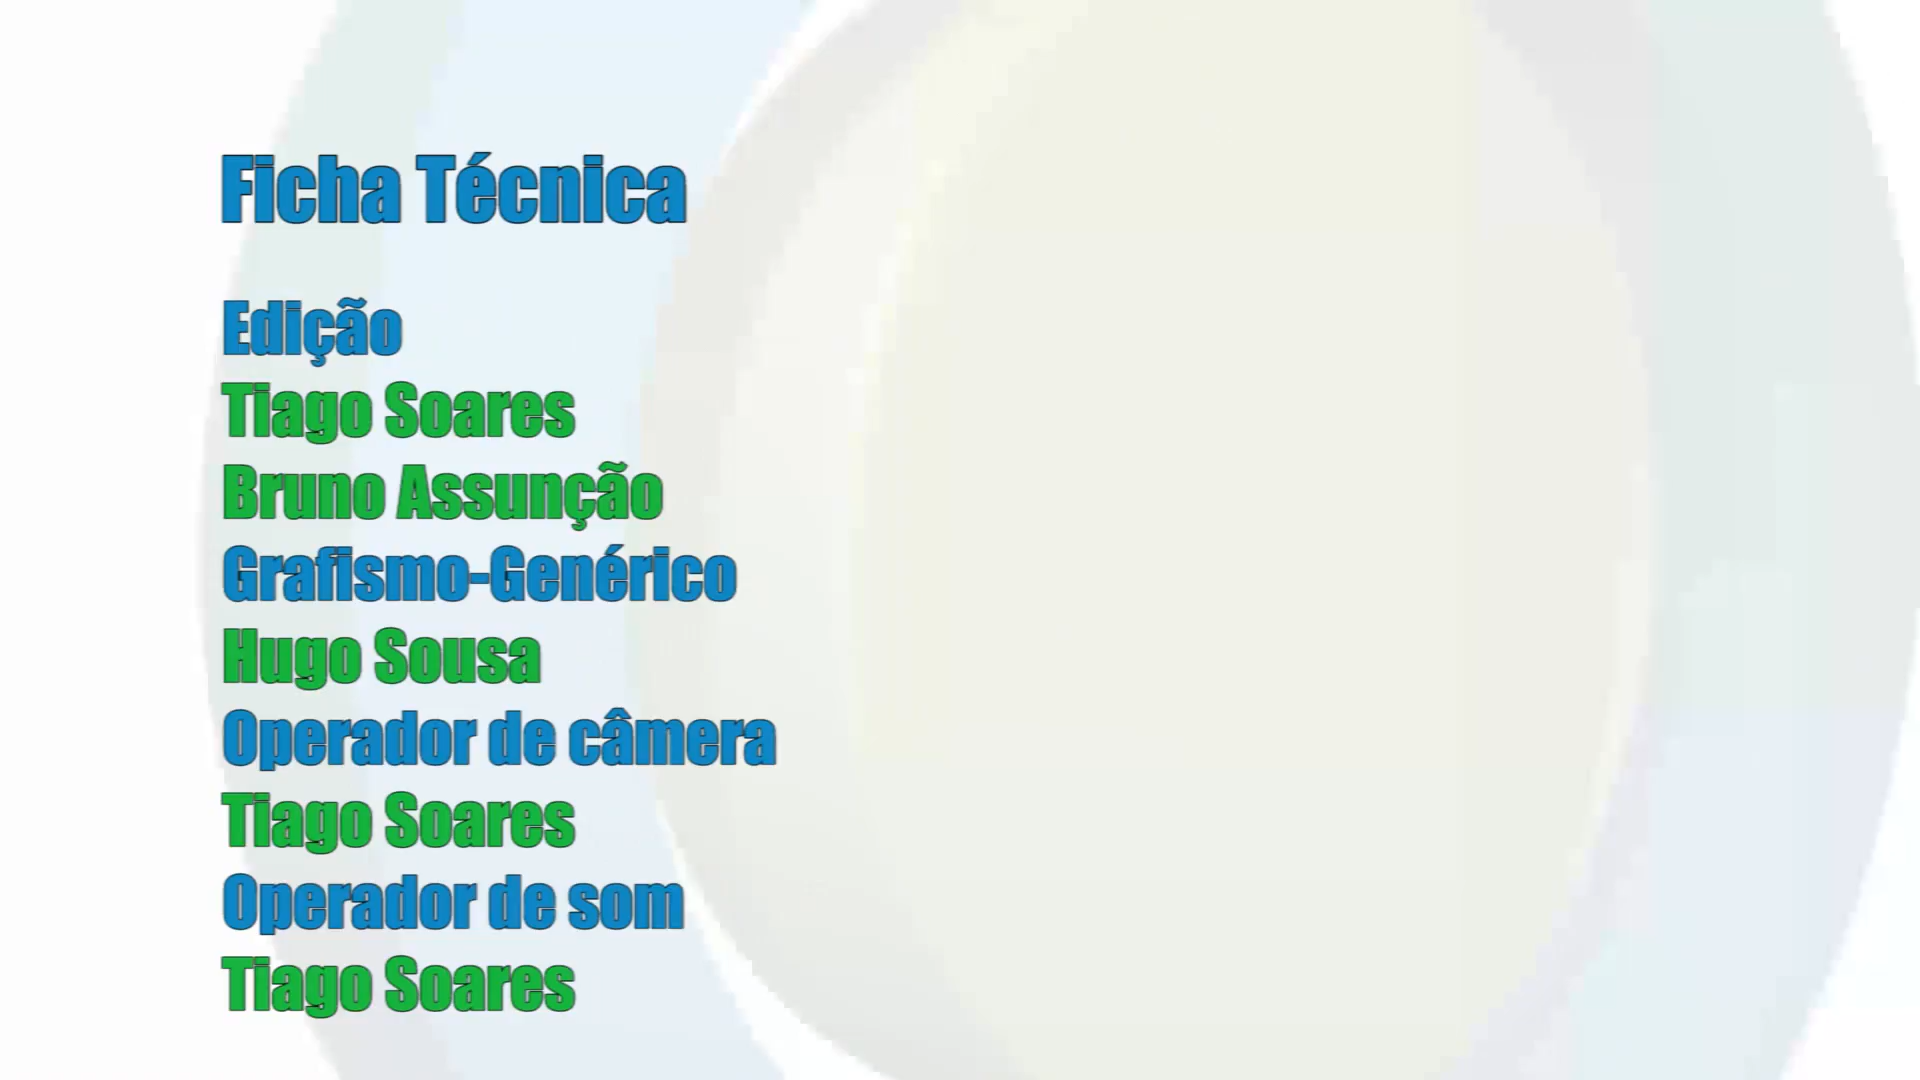 Ficha Técnica
Edição
Tiago Soares
Bruno Assunção
Grafismo-Genérico
Hugo Sousa
Operador de câmera
Tiago Soares
Operador de som
Tiago Soares